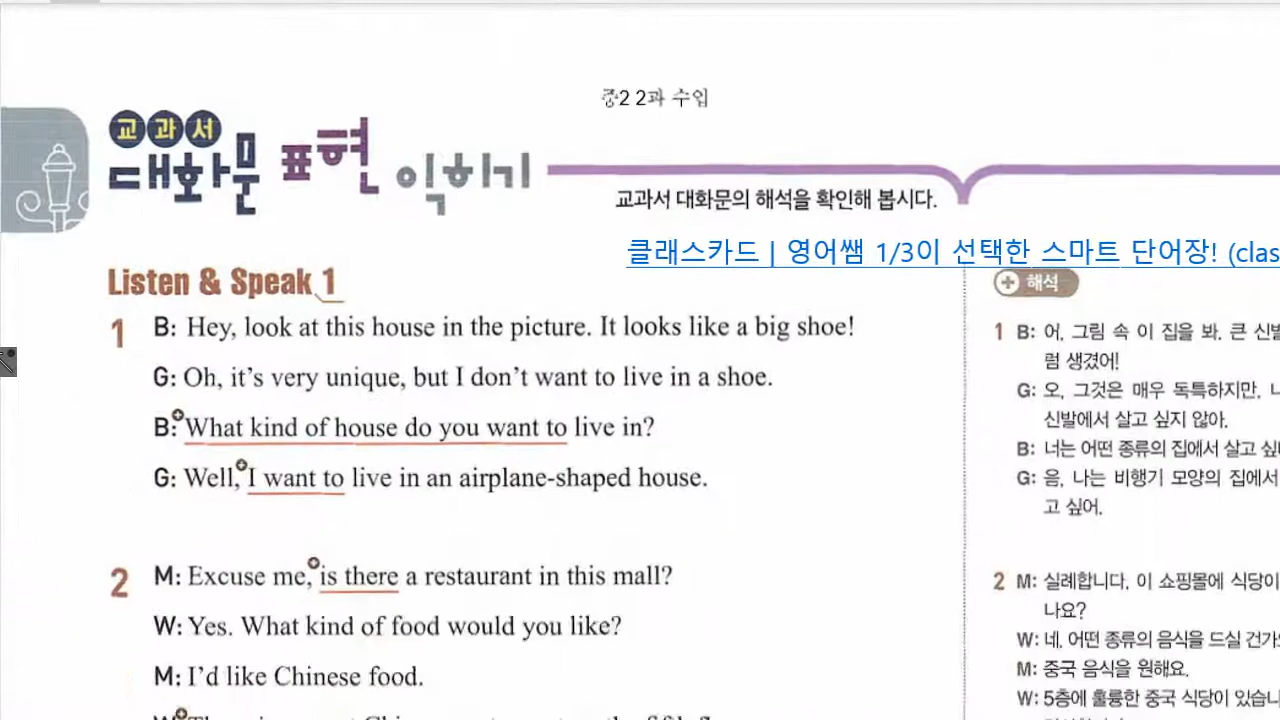 중2 2과 수입
교과서
대화문 표현 익히기
교과서 대화문의 해석을 확인해 봅시다.
클래스카드 | 영어쌤 1/3이 선택한 스마트 단어장! (clas
Listen & Speak 1
1 B: Hey, look at this house in the picture. It looks like a big shoe!
G: Oh, it's very unique, but I don't want to live in a shoe.
B: What kind of house do you want to live in?
G: Well, I want to live in an airplane-shaped house.
2 M: Excuse me, is there a restaurant in this mall?
W: Yes. What kind of food would you like?
M: I'd like Chinese food.
해석
1 B: 어, 그림 속 이 집을 봐. 큰 신발
럼 생겼어!
G: 오, 그것은 매우 독특하지만, 나
신발에서 살고 싶지 않아.
B: 너는 어떤 종류의 집에서 살고 싶
G: 음, 나는 비행기 모양의 집에서
고 싶어.
2 M: 실례합니다. 이 쇼핑몰에 식당이
나요?
W: 네. 어떤 종류의 음식을 드실 건가
M: 중국 음식을 원해요.
W: 5층에 훌륭한 중국 식당이 있습니